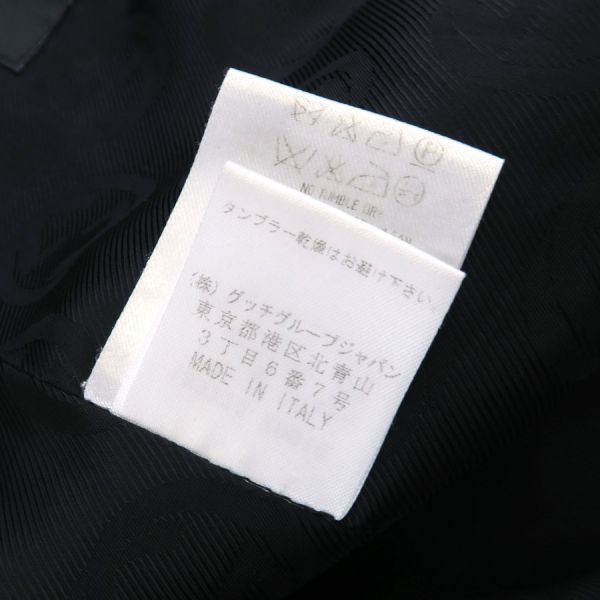 NO TUMBLE DRY
タンブラー乾燥はお避け下さい
(株) グッチグループジャパン
東京都港区北青山
3丁目6番7号
MADE IN ITALY